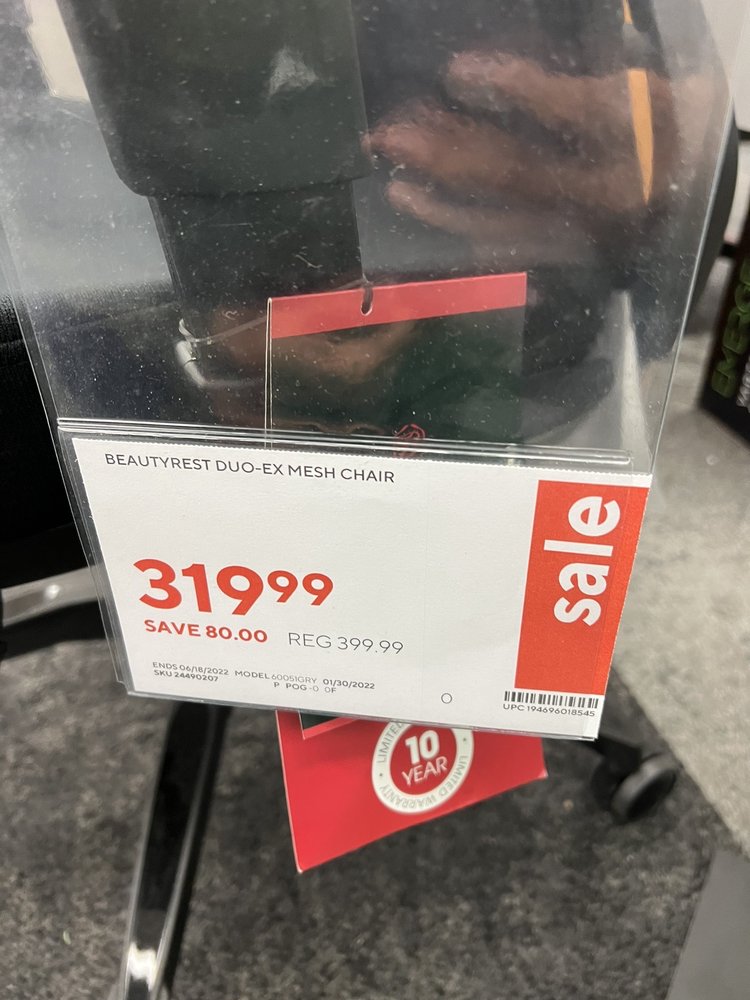 BEAUTYREST DUO-EX MESH CHAIR
319.99
SAVE 80.00 REG 399.99
ENDS 06/18/2022 MODEL 60051GRY 01/30/2022
SKU 24490207 P POG-0 0F
O
sale
UPC 194696018545
LIMITED
10
YEAR
LIMITED WARRANTY